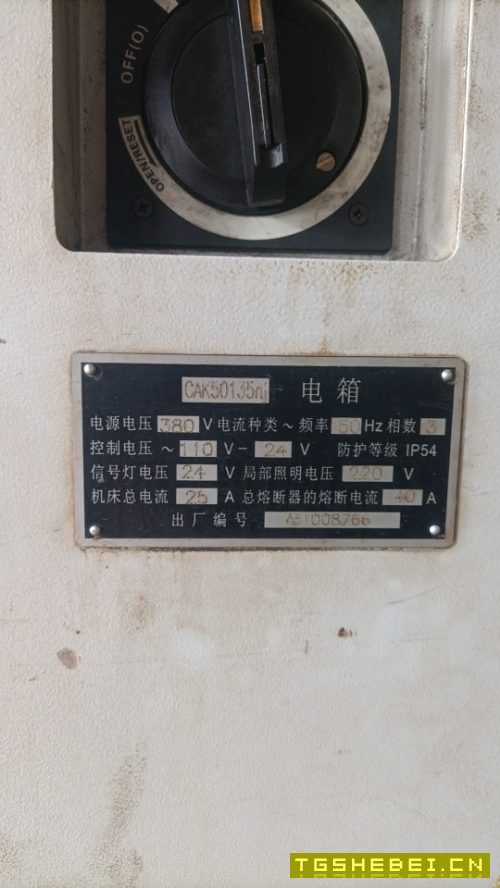 OFF(O)
OPEN/RESET
CAK50135nj 电箱
电源电压 380 V 电流种类 ~ 频率 50 Hz 相数 3
控制电压 ~ 110 V - 24 V 防护等级 IP54
信号灯电压 24 V 局部照明电压 220 V
机床总电流 25 A 总熔断器的熔断电流 40 A
出厂编号
TGSHEBEI.CN